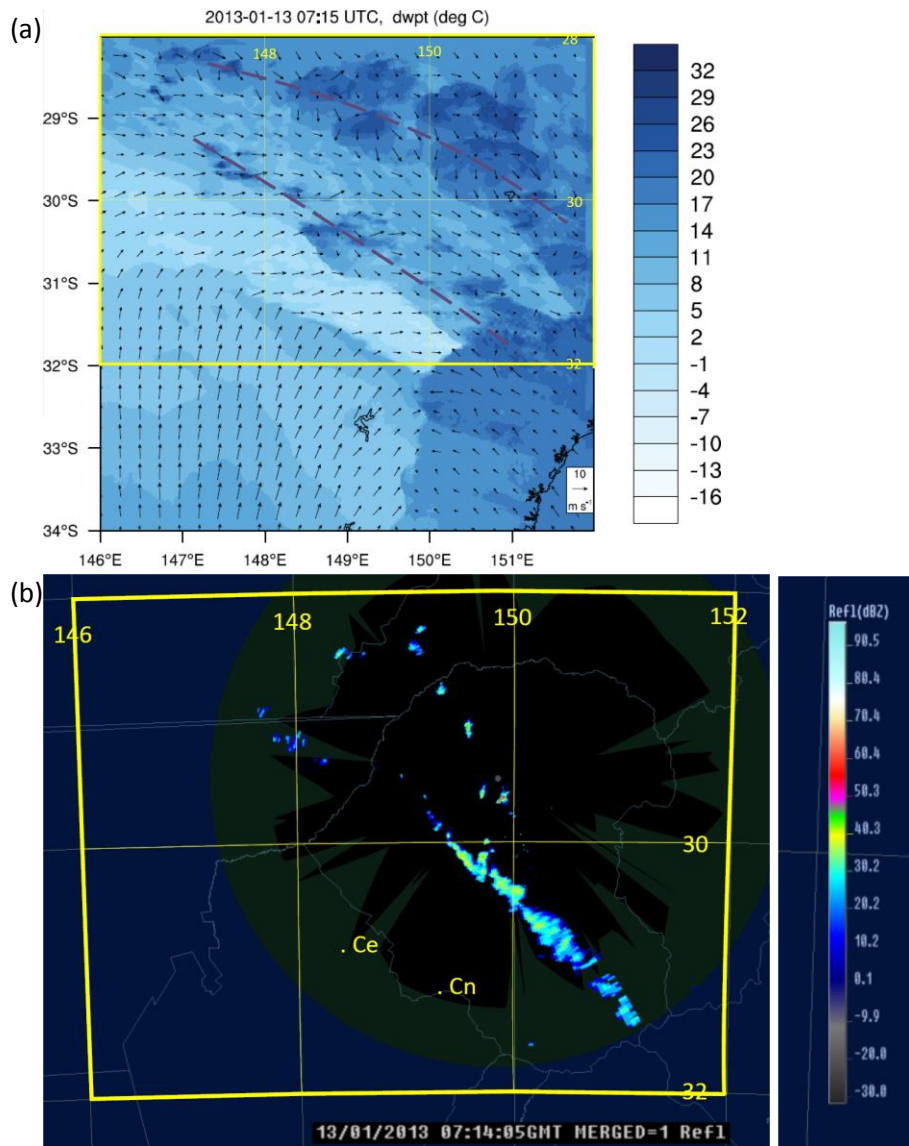 (a)
2013-01-13 07:15 UTC, dwpt (deg C)
148
150
28
30
32
29°S
30°S
31°S
32°S
33°S
34°S
146°E
147°E
148°E
149°E
150°E
151°E
10
m s⁻¹
32
29
26
23
20
17
14
11
8
5
2
-1
-4
-7
-10
-13
-16
(b)
146
148
150
152
30
32
. Ce
. Cn
13/01/2013 07:14:05GMT MERGED=1 Refl
Refl(dBZ)
90.5
80.4
70.4
60.4
50.3
40.3
30.2
20.2
10.2
0.1
-9.9
-20.0
-30.0